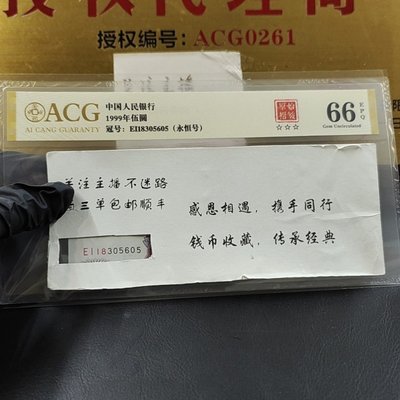 授权代理商
授权编号：ACG0261
ACG
AI CANG GUARANTY
中国人民银行
1999年伍圆
冠号：EI18305605（永恒号）
☆☆☆
66 EPQ
Gem Uncirculated
关注主播不迷路
三单包邮顺丰
感恩相遇，携手同行
钱币收藏，传承经典
EI18305605